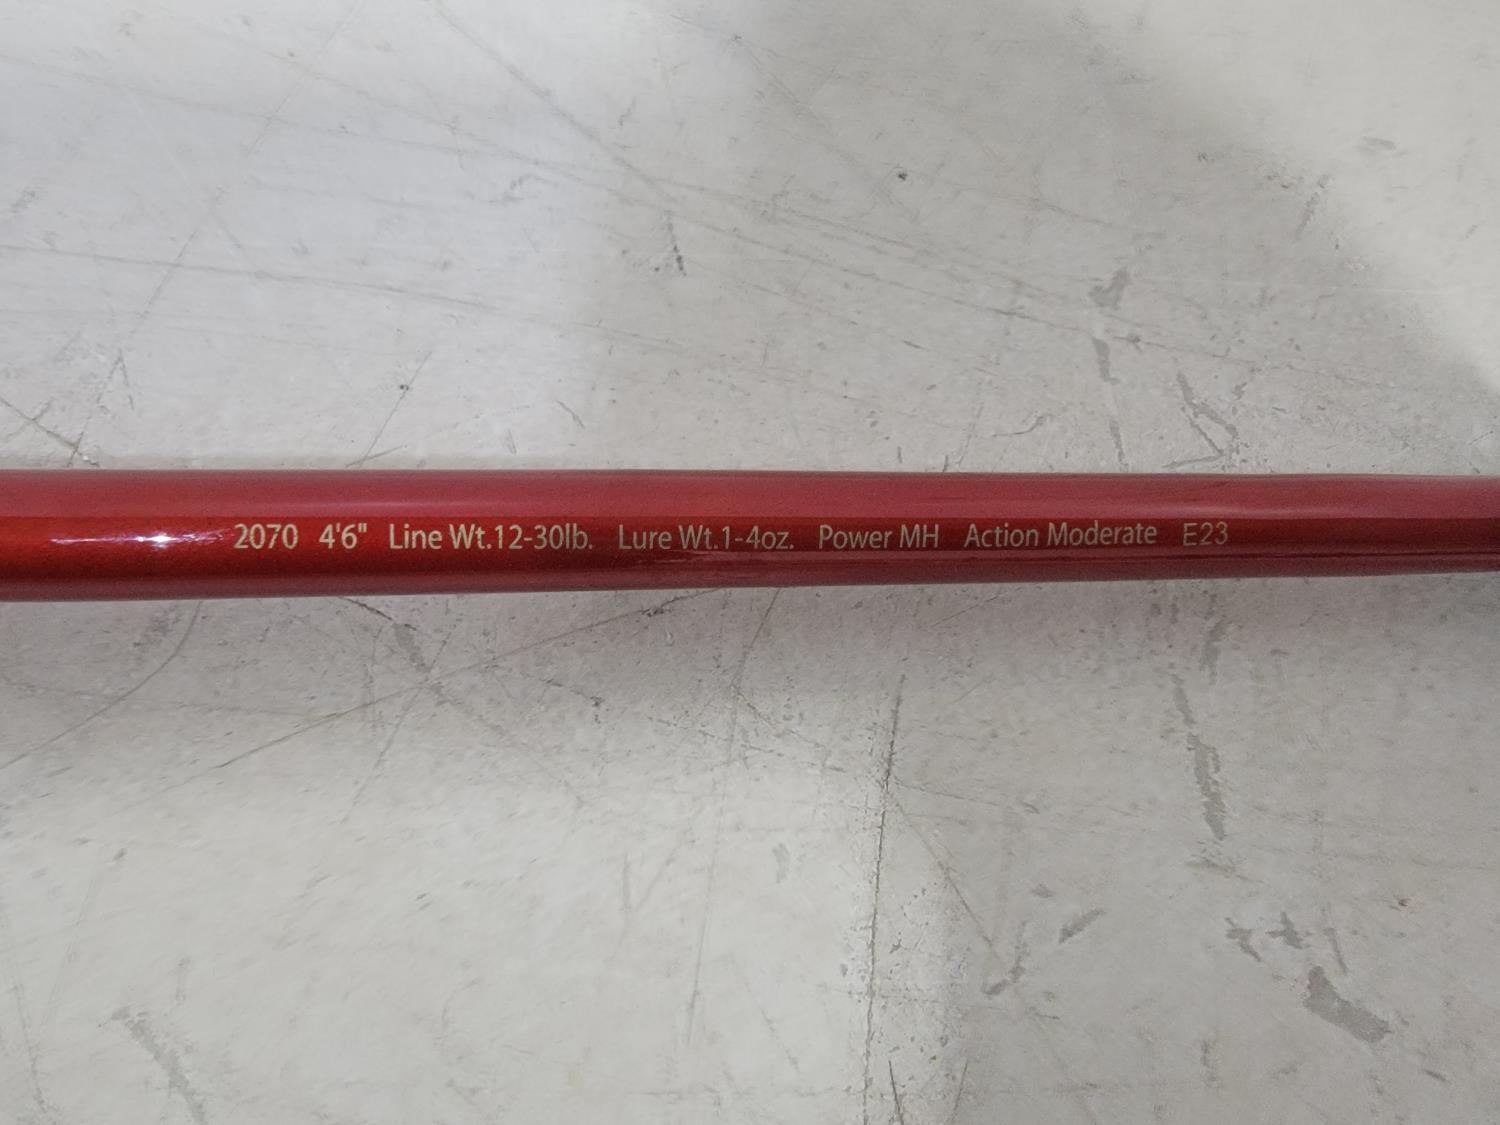 2070 4'6" Line Wt.12-30lb. Lure Wt.1-4oz. Power MH Action Moderate E23